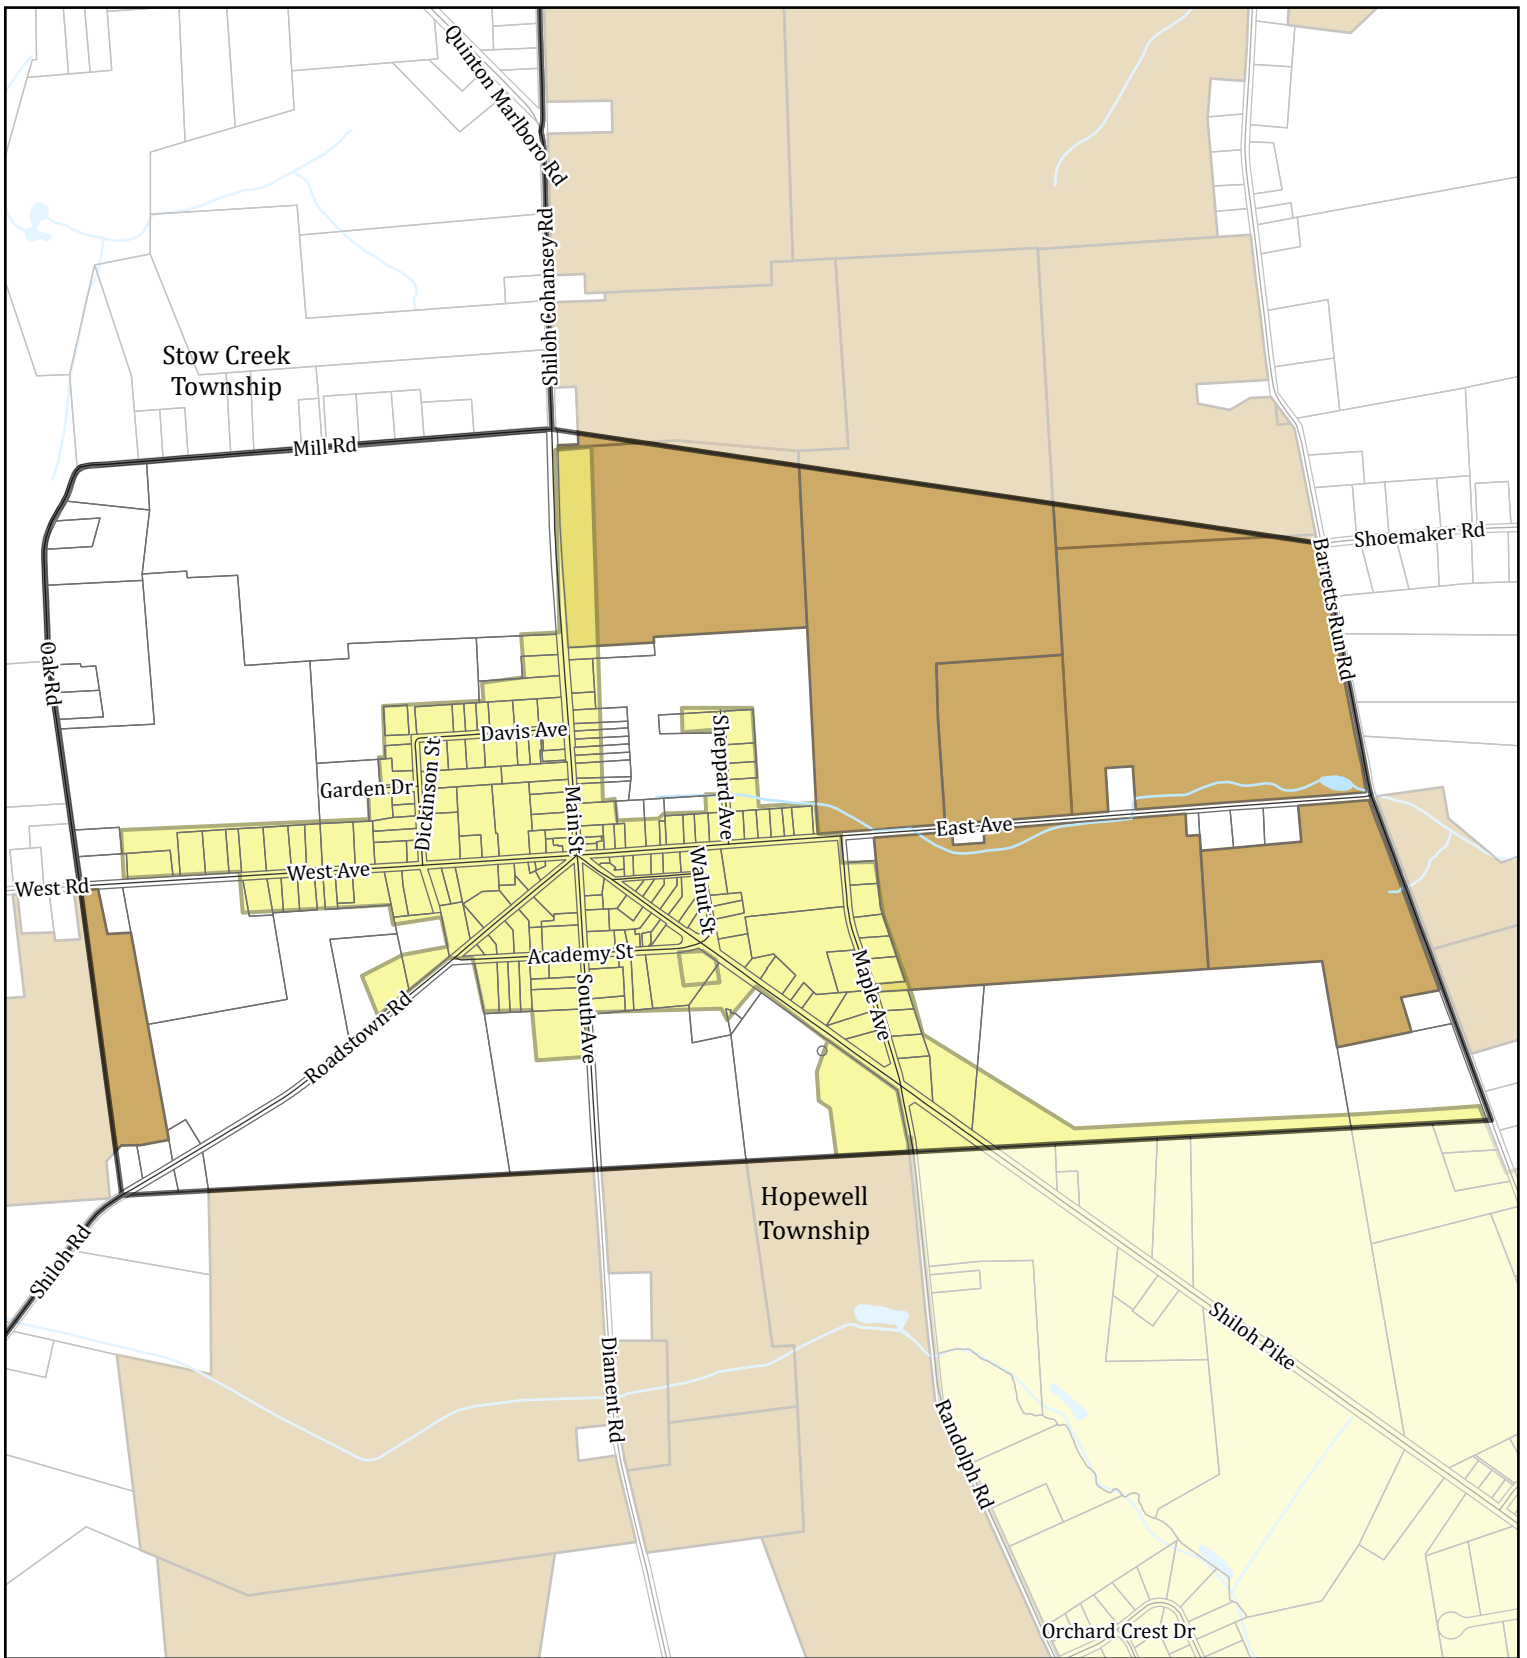 Quinton Marlboro Rd
Shiloh Cohansey Rd
Stow Creek
Township
Mill Rd
Shoemaker Rd
Barretts Run Rd
Oak Rd
Davis Ave
Sheppard Ave
Dickinson St
Garden Dr
Main St
East Ave
West Ave
West Rd
Walnut St
Academy St
Maple Ave
South Ave
Roadstown Rd
Hopewell
Township
Shiloh Rd
Shiloh Pike
Diament Rd
Randolph Rd
Orchard Crest Dr